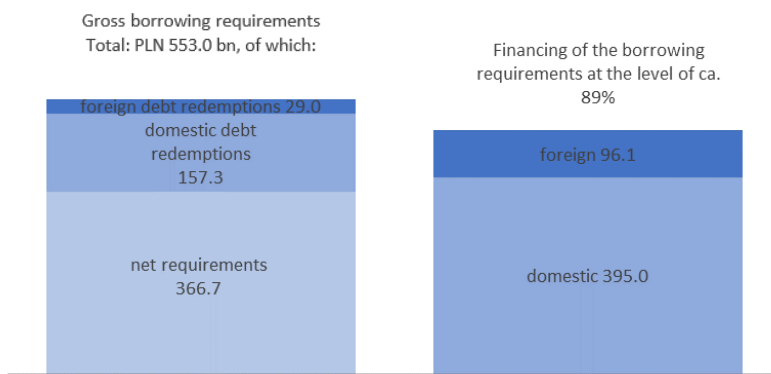 Gross borrowing requirements
Total: PLN 553.0 bn, of which:
foreign debt redemptions 29.0
domestic debt
redemptions
157.3
net requirements
366.7
Financing of the borrowing
requirements at the level of ca.
89%
foreign 96.1
domestic 395.0